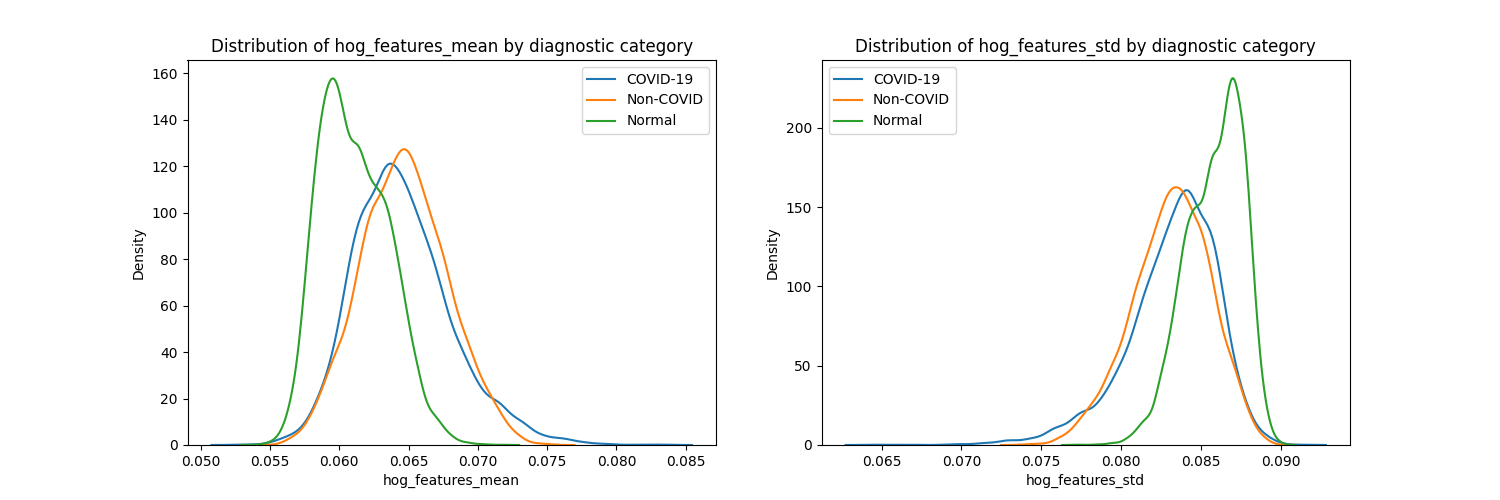 Distribution of hog_features_mean by diagnostic category
160
140
120
100
80
60
40
20
0
Density
COVID-19
Non-COVID
Normal
0.050 0.055 0.060 0.065 0.070 0.075 0.080 0.085
hog_features_mean
Distribution of hog_features_std by diagnostic category
200
150
100
50
0
Density
COVID-19
Non-COVID
Normal
0.065 0.070 0.075 0.080 0.085 0.090
hog_features_std